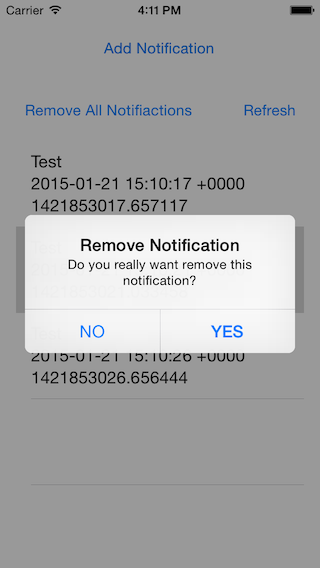 Carrier 4:11 PM
Add Notification
Remove All Notifiactions Refresh
Test
2015-01-21 15:10:17 +0000
1421853017.657117
Remove Notification
Do you really want remove this
notification?
NO YES
2015-01-21 15:10:26 +0000
1421853026.656444